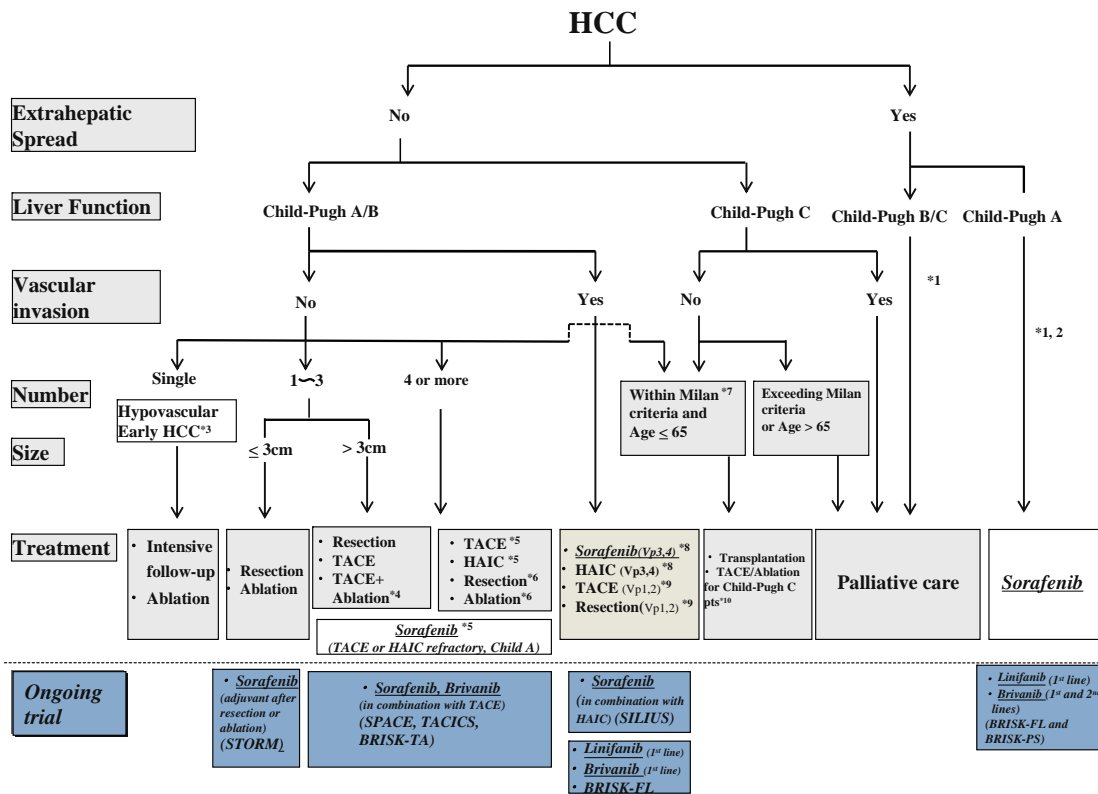 HCC
Extrahepatic
Spread
No
Yes
Liver Function
Child-Pugh A/B
Child-Pugh C
Child-Pugh B/C
Child-Pugh A
Vascular
invasion
No
Yes
No
Yes
*1
*1, 2
Number
Single
1〜3
4 or more
Within Milan *7
criteria and
Age ≤ 65
Exceeding Milan
criteria
or Age > 65
Hypovascular
Early HCC*3
Size
≤ 3cm
> 3cm
Treatment
• Intensive
follow-up
• Ablation
• Resection
• Ablation
• Resection
• TACE
• TACE+
Ablation*4
• TACE *5
• HAIC *5
• Resection*6
• Ablation*6
Sorafenib *5
(TACE or HAIC refractory, Child A)
• Sorafenib(Vp3,4) *8
• HAIC (Vp3,4) *8
• TACE (Vp1,2)*9
• Resection(Vp1,2) *9
• Transplantation
• TACE/Ablation
for Child-Pugh C
pts*10
Palliative care
Sorafenib
Ongoing
trial
• Sorafenib
(adjuvant after
resection or
ablation)
(STORM)
• Sorafenib, Brivanib
(in combination with TACE)
(SPACE, TACICS,
BRISK-TA)
• Sorafenib
(in combination with
HAIC) (SILIUS)
• Linifanib (1st line)
• Brivanib (1st line)
• BRISK-FL
• Linifanib (1st line)
• Brivanib (1st and 2nd
lines)
(BRISK-FL and
BRISK-PS)